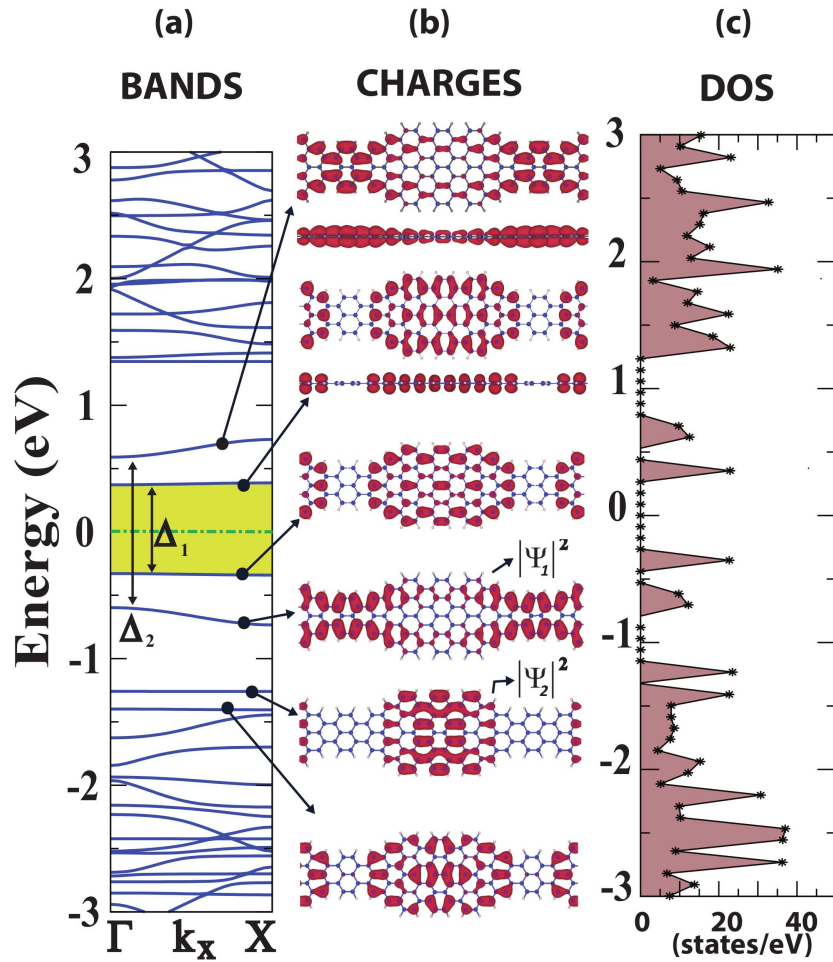 (a) (b) (c)
BANDS CHARGES DOS
Energy (eV)
3
2
1
0
-1
-2
-3
Γ kₓ X
Δ₁
Δ₂
|Ψ₁|²
|Ψ₂|²
3
2
1
0
-1
-2
-3
0 20 40
(states/eV)